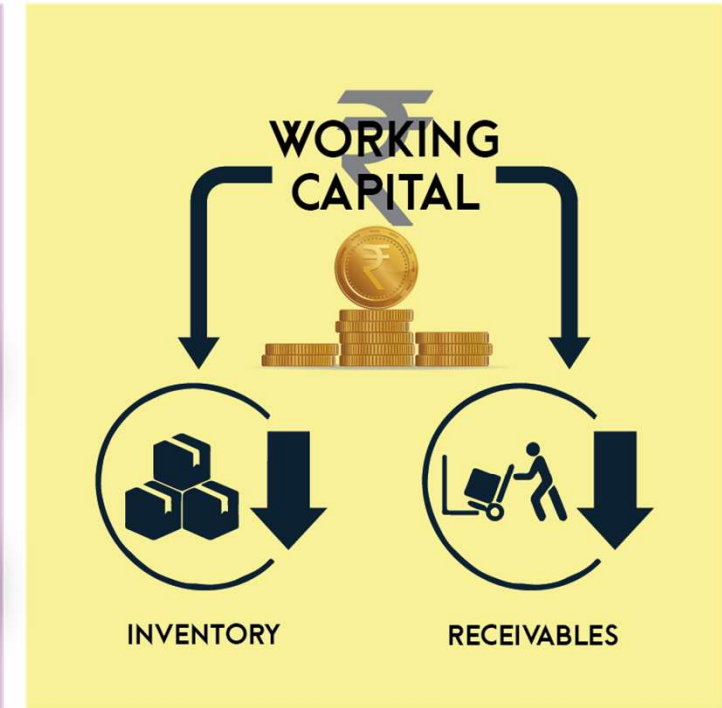 ₹
WORKING
CAPITAL
₹
INVENTORY
RECEIVABLES